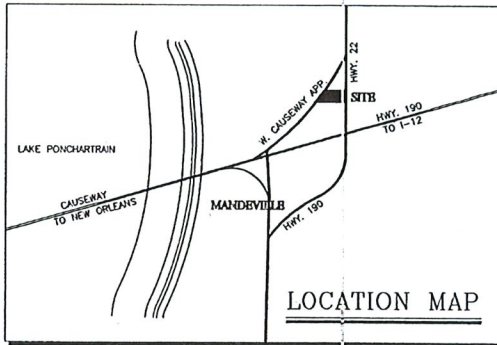 HWY. 22
W. CAUSEWAY APP.
SITE
HWY. 190
TO I-12
LAKE PONCHARTRAIN
CAUSEWAY
TO NEW ORLEANS
MANDEVILLE
HWY. 190
LOCATION MAP